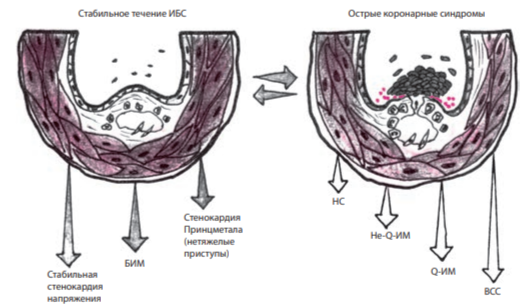 Стабильное течение ИБС
Острые коронарные синдромы
Стабильная
стенокардия
напряжения
БИМ
Стенокардия
Принцметала
(нетяжелые
приступы)
НС
Не-Q-ИМ
Q-ИМ
ВСС